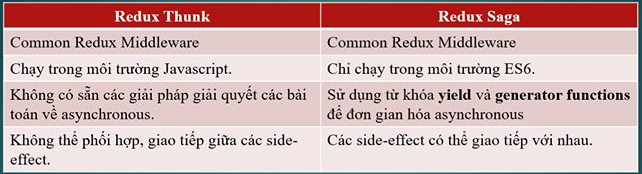 Redux Thunk
Redux Saga
Common Redux Middleware
Common Redux Middleware
Chạy trong môi trường Javascript.
Chỉ chạy trong môi trường ES6.
Không có sẵn các giải pháp giải quyết các bài
toán về asynchronous.
Sử dụng từ khóa yield và generator functions
để đơn gian hóa asynchronous
Không thể phối hợp, giao tiếp giữa các side-
effect.
Các side-effect có thể giao tiếp với nhau.